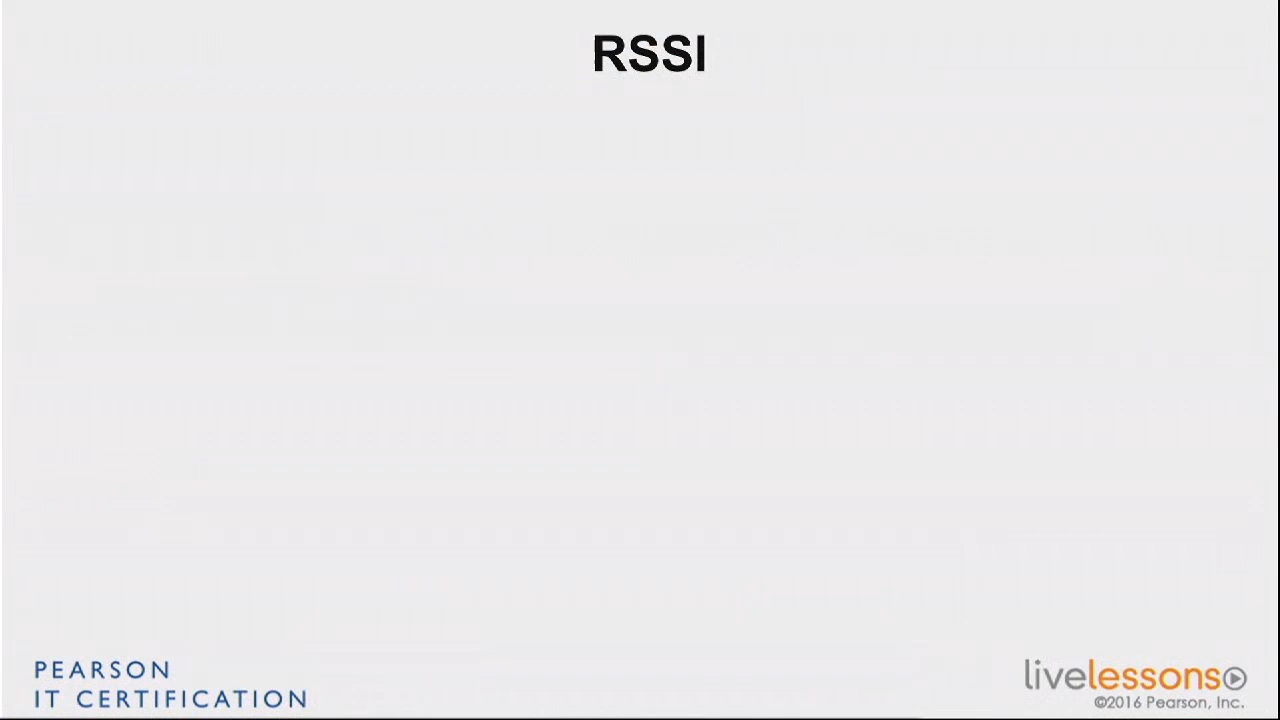 RSSI
PEARSON
IT CERTIFICATION
livelessons
©2016 Pearson, Inc.